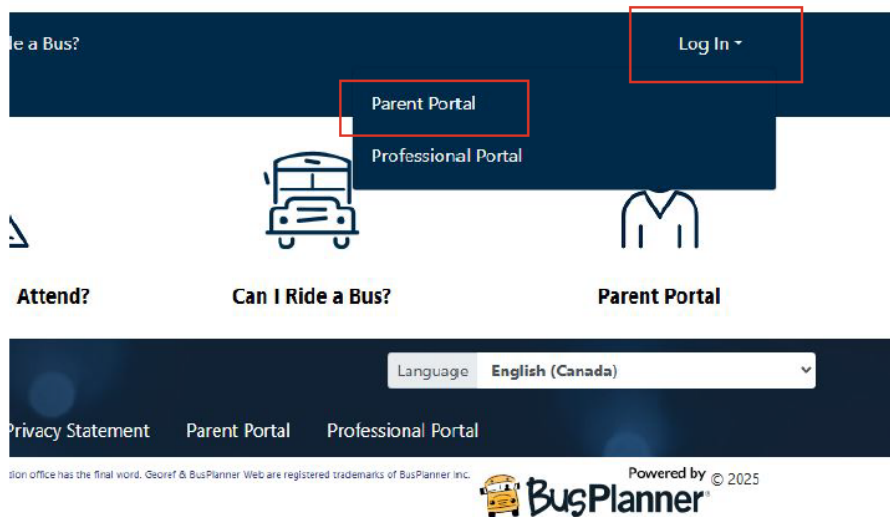 le a Bus?
Log In
Parent Portal
Professional Portal
Attend?
Can I Ride a Bus?
Parent Portal
Language English (Canada)
Privacy Statement Parent Portal Professional Portal
tion office has the final word. Georef & BusPlanner Web are registered trademarks of BusPlanner Inc.
Powered by © 2025
BusPlanner